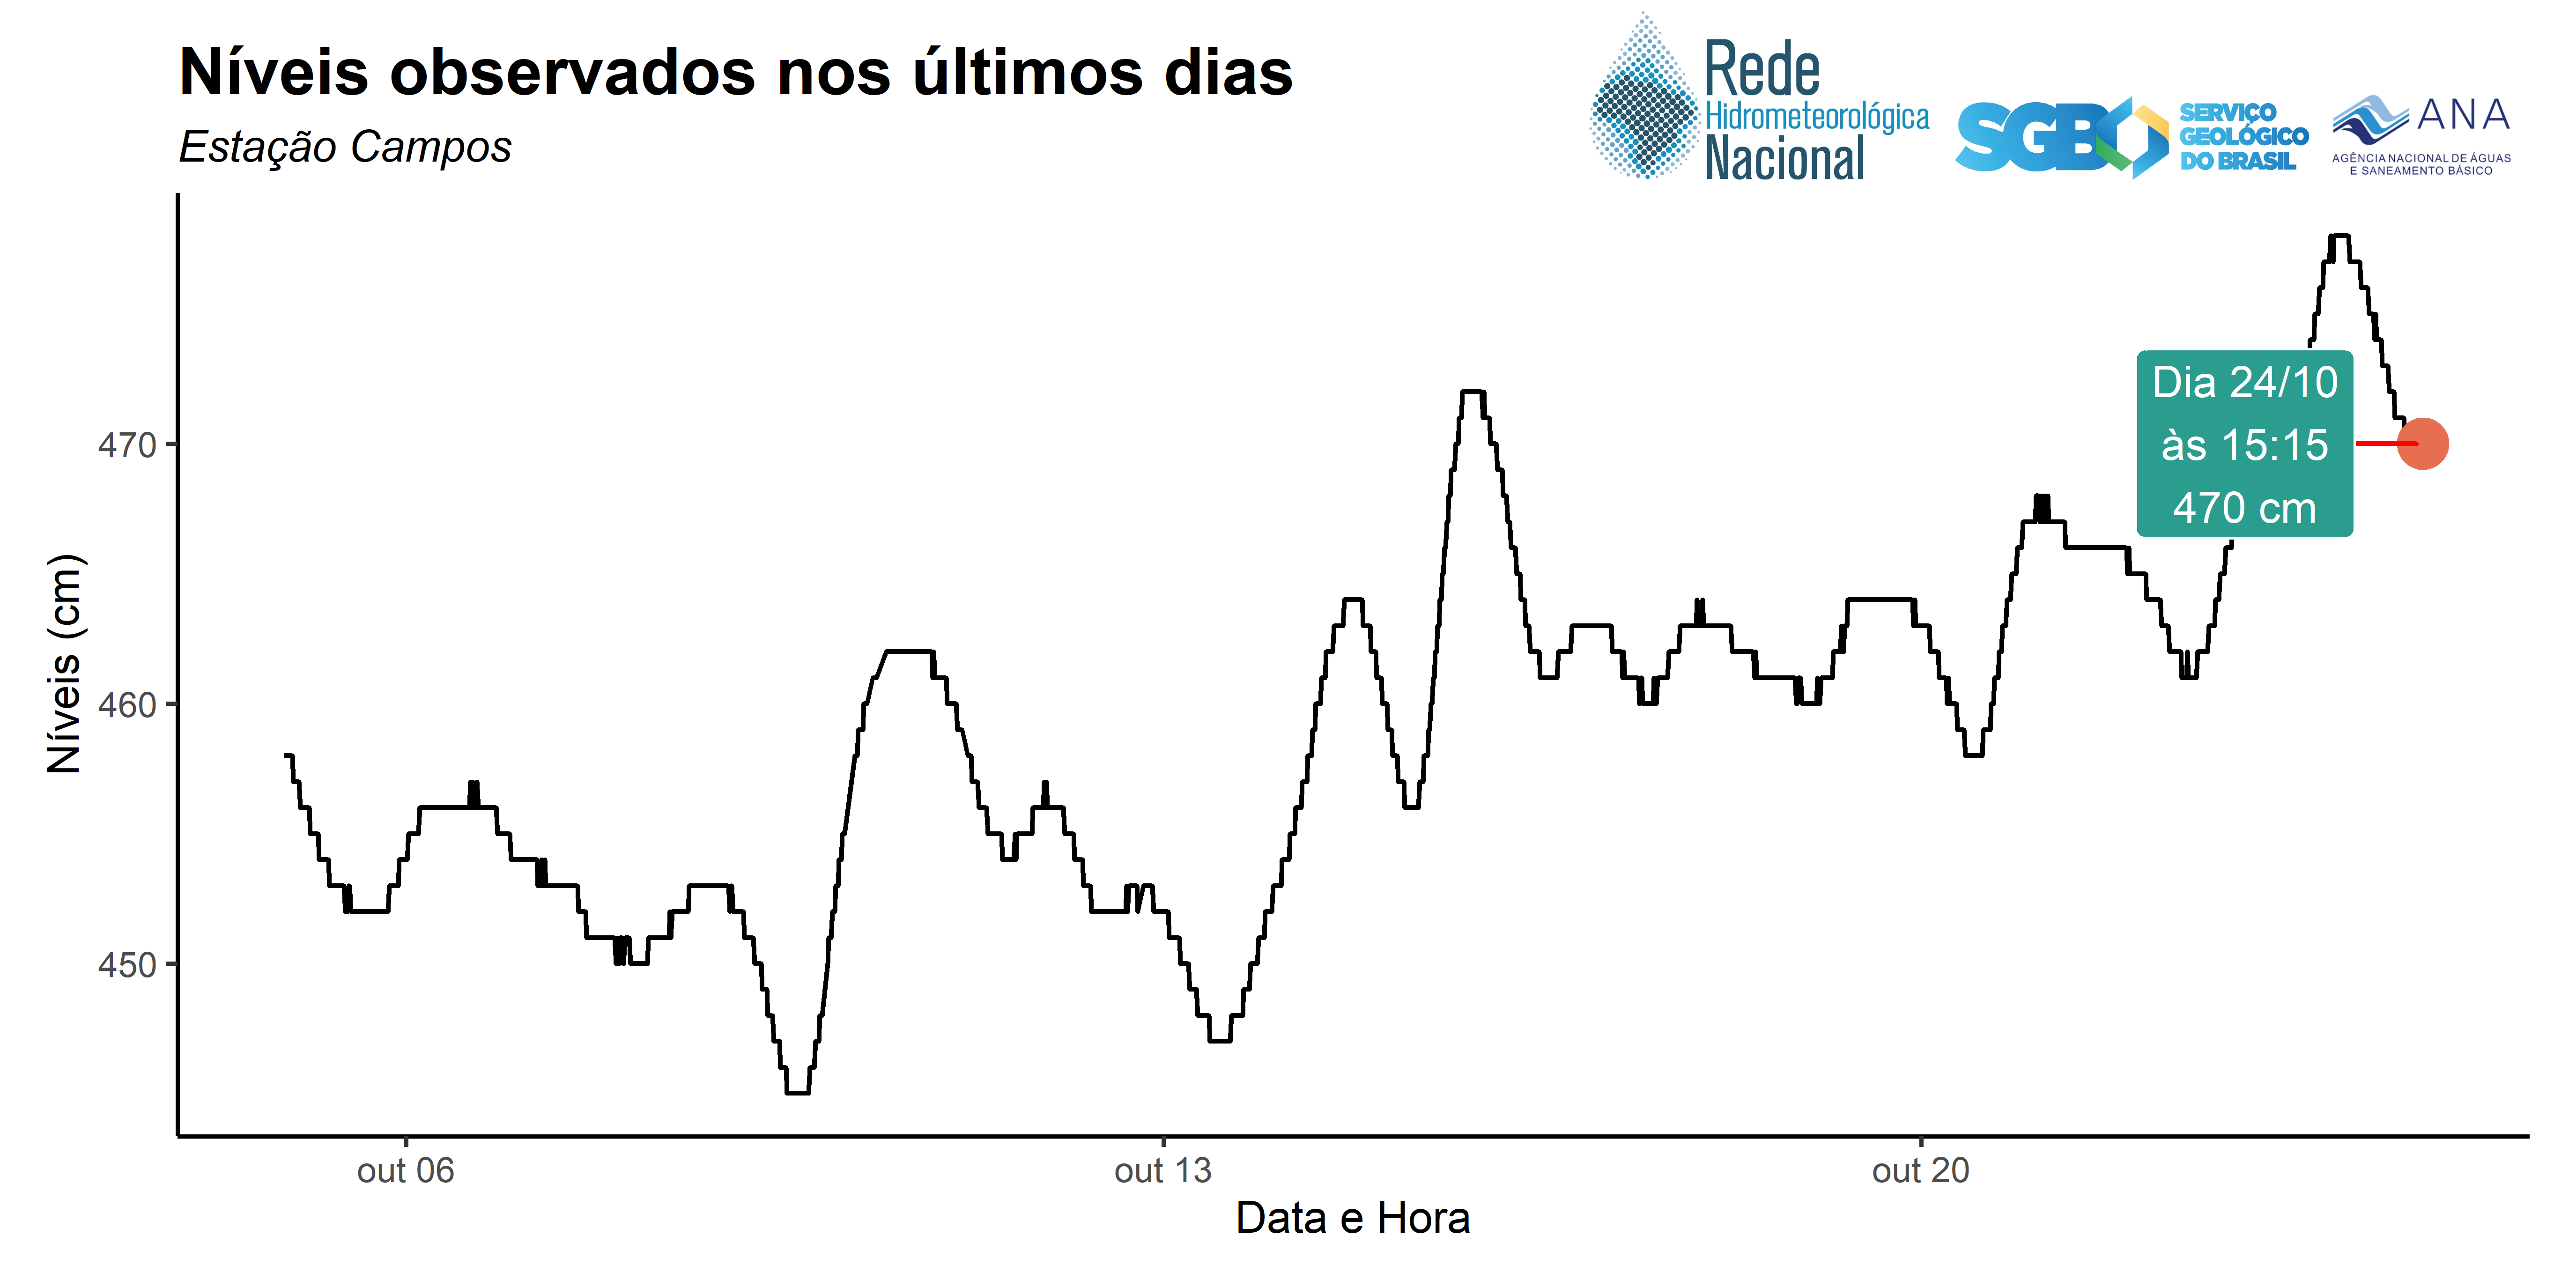 Níveis observados nos últimos dias
Estação Campos
Rede
Hidrometeorológica
Nacional
SGB
SERVIÇO
GEOLÓGICO
DO BRASIL
ANA
AGÊNCIA NACIONAL DE ÁGUAS
E SANEAMENTO BÁSICO
Níveis (cm)
470
460
450
Dia 24/10
às 15:15
470 cm
out 06
out 13
out 20
Data e Hora